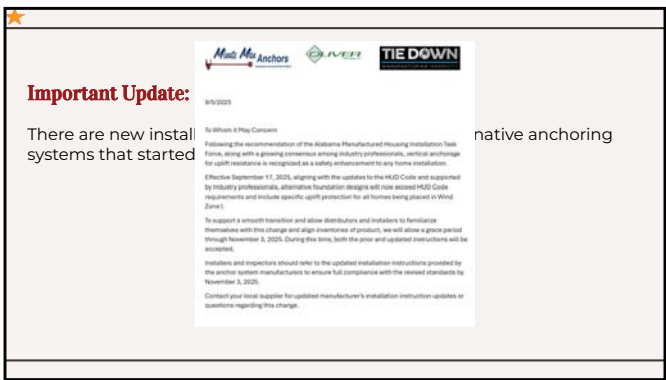 Minute Man Anchors
OLIVER
TIE DOWN
Important Update:
9/5/2025
There are new instal
native anchoring
systems that started
To Whom It May Concern
Following the recommendation of the Alabama Manufactured Housing Installation Task
Force, along with a growing consensus among industry professionals, vertical anchorage
for uplift resistance is recognized as a safety enhancement to any home installation.
Effective September 17, 2025, aligning with the updates to the HUD Code and supported
by industry professionals, alternative foundation designs will now exceed HUD Code
requirements and include specific uplift protection for all homes being placed in Wind
Zone I.
To support a smooth transition and allow distributors and installers to familiarize
themselves with this change and align inventories of product, we will allow a grace period
through November 3, 2025. During this time, both the prior and updated instructions will be
accepted.
Installers and inspectors should refer to the updated installation instructions provided by
the anchor system manufacturers to ensure full compliance with the revised standards by
November 3, 2025.
Contact your local supplier for updated manufacturer's installation instruction updates or
questions regarding this change.